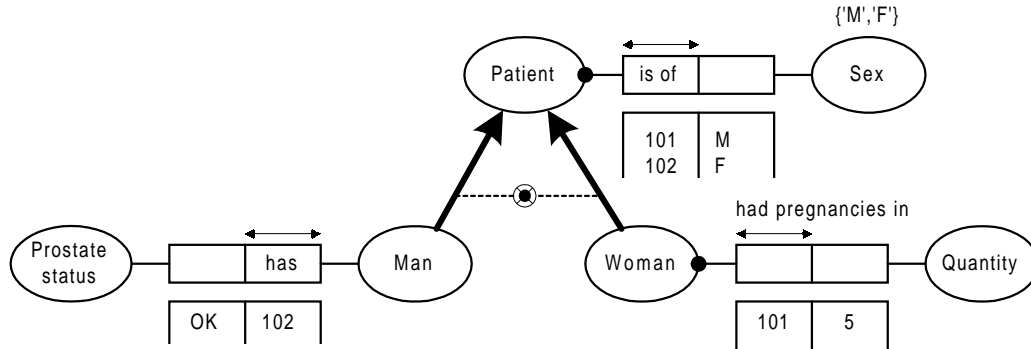 {'M','F'}
Patient
is of
Sex
101 M
102 F
had pregnancies in
Prostate
status
has
Man
Woman
Quantity
OK 102
101 5